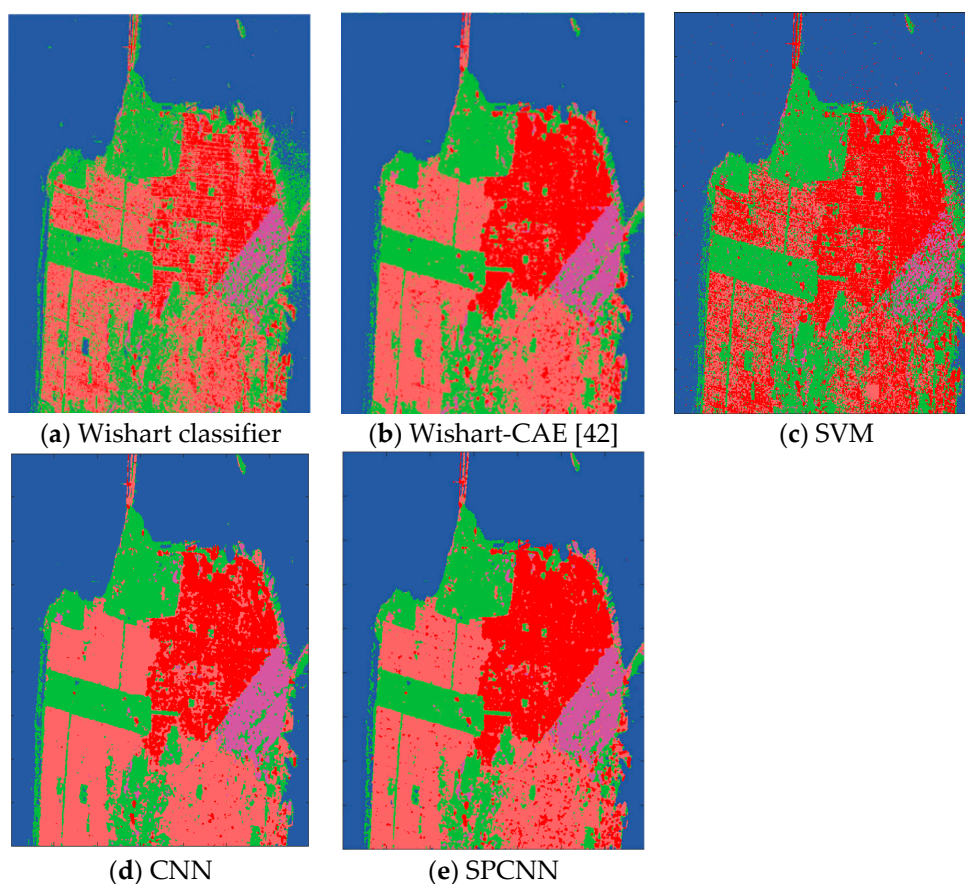 (a) Wishart classifier
(b) Wishart-CAE [42]
(c) SVM
(d) CNN
(e) SPCNN